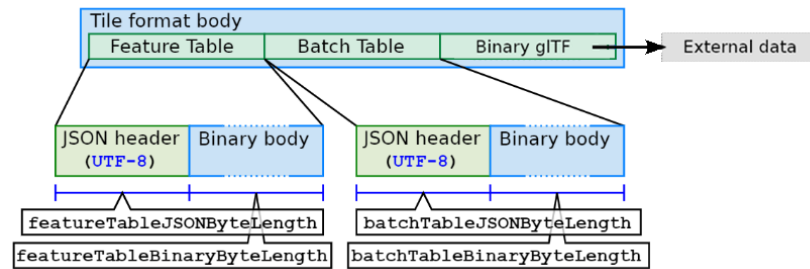 Tile format body
Feature Table
Batch Table
Binary glTF
External data
JSON header
(UTF-8)
Binary body
JSON header
(UTF-8)
Binary body
featureTableJSONByteLength
batchTableJSONByteLength
featureTableBinaryByteLength
batchTableBinaryByteLength